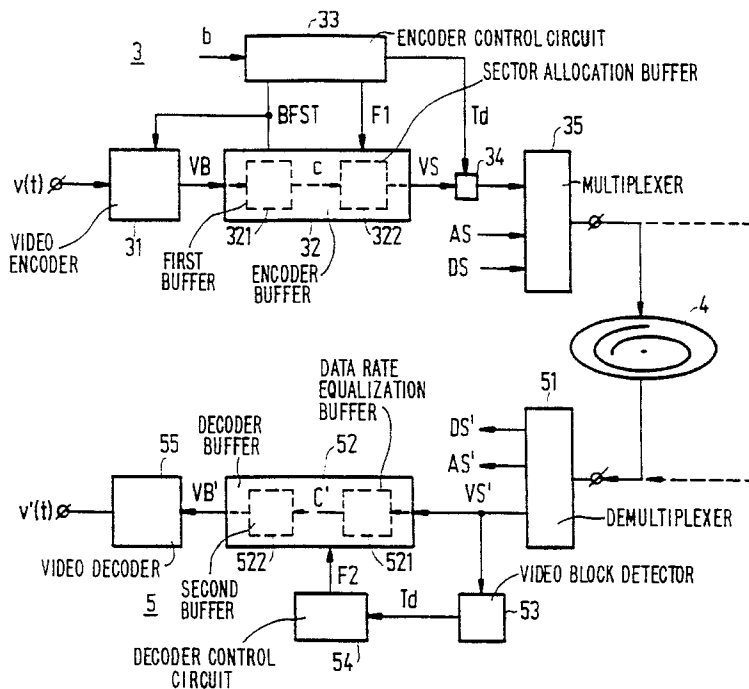 33
3
b
ENCODER CONTROL CIRCUIT
SECTOR ALLOCATION BUFFER
BFST
F1
Td
35
v(t)
VB
C
VS
34
MULTIPLEXER
VIDEO
ENCODER
31
FIRST
BUFFER
321
32
322
ENCODER
BUFFER
AS
DS
4
DATA RATE
EQUALIZATION
BUFFER
51
DECODER
BUFFER
52
DS'
AS'
55
VB'
C'
VS'
v'(t)
DEMULTIPLEXER
VIDEO DECODER
522
521
VIDEO BLOCK DETECTOR
5
SECOND
BUFFER
F2
Td
53
DECODER CONTROL
CIRCUIT
54